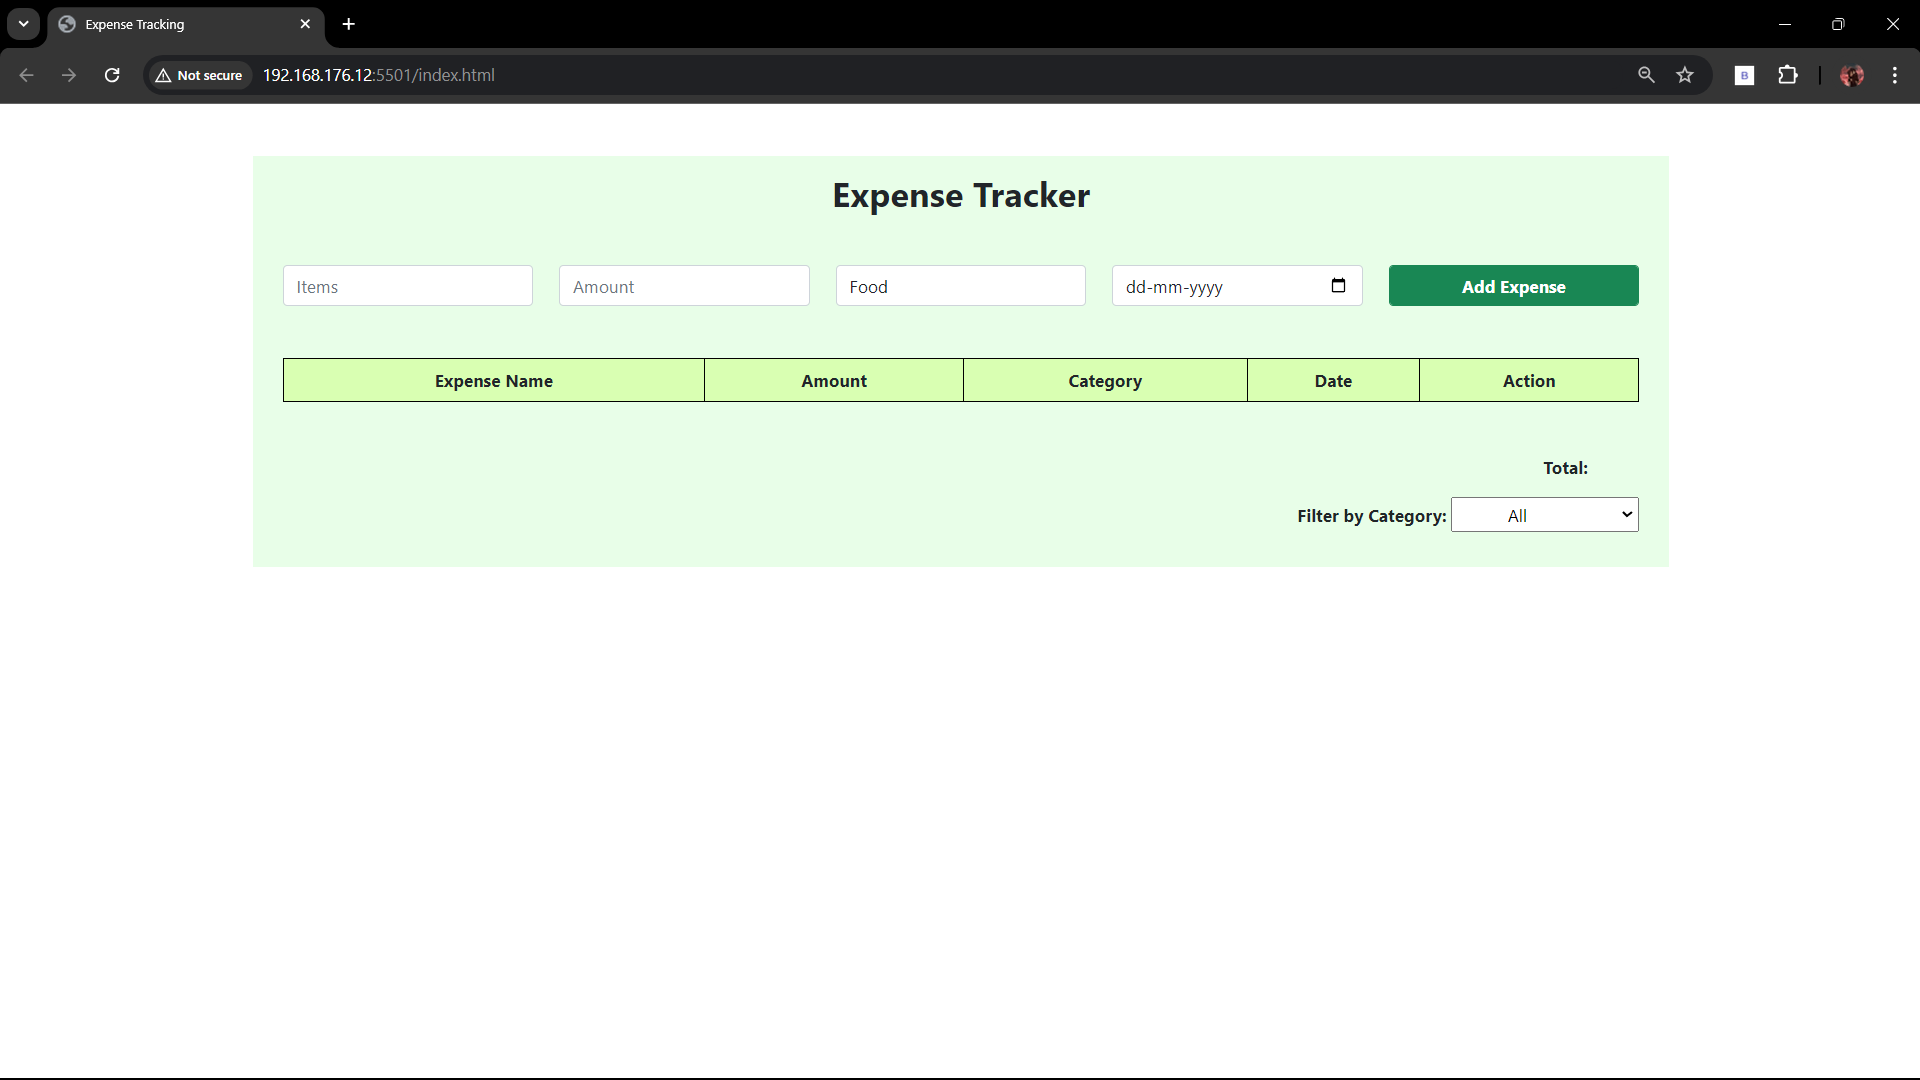 Expense Tracking
Not secure 192.168.176.12:5501/index.html
B
Expense Tracker
Items Amount Food dd-mm-yyyy Add Expense
Expense Name Amount Category Date Action
Total:
Filter by Category: All